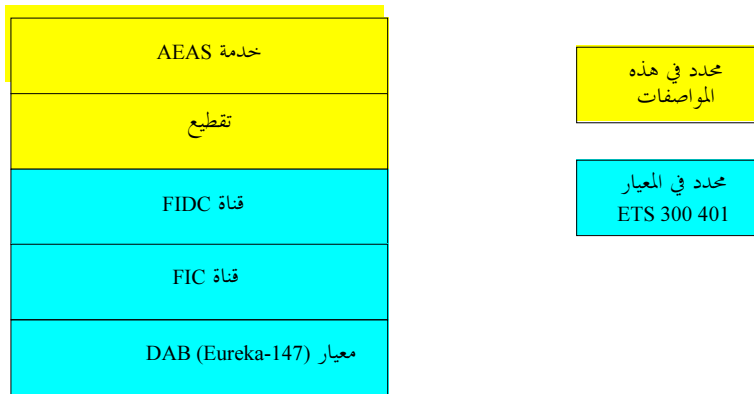 خدمة AEAS
تقطيع
قناة FIDC
قناة FIC
معيار DAB (Eureka-147)
محدد في هذه
المواصفات
محدد في المعيار
ETS 300 401